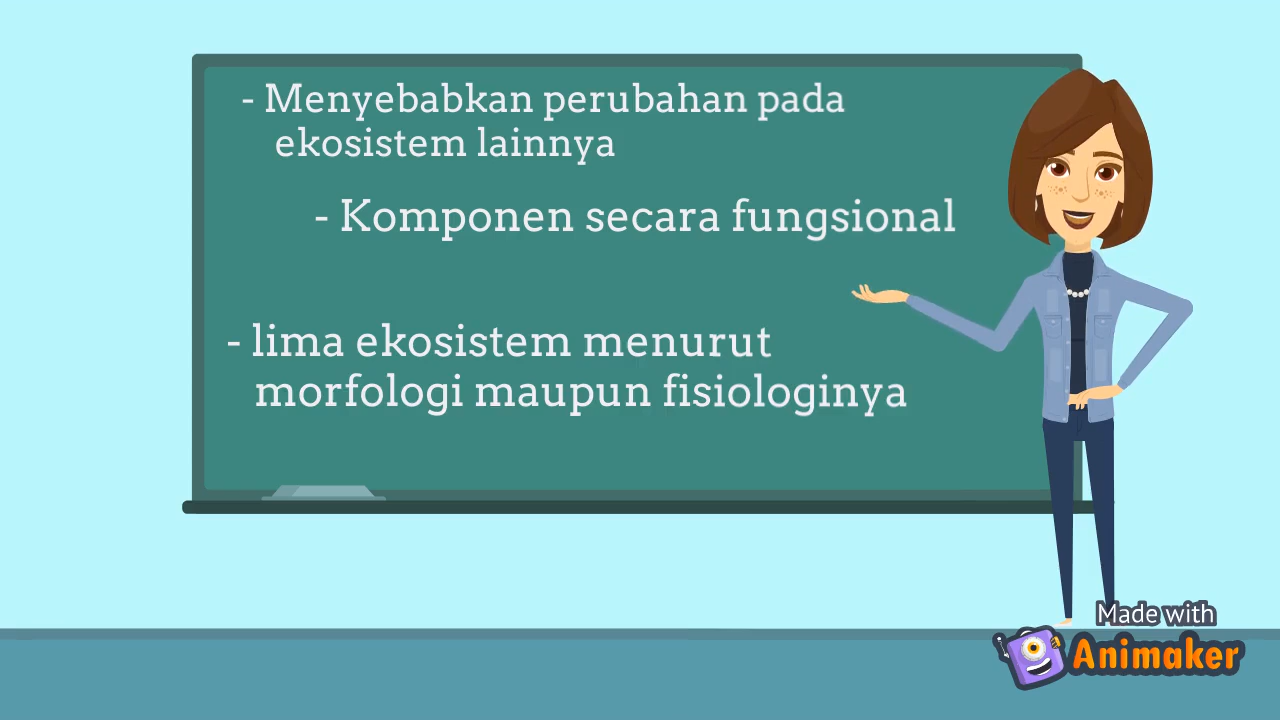 - Menyebabkan perubahan pada
ekosistem lainnya
- Komponen secara fungsional
- lima ekosistem menurut
morfologi maupun fisiologinya
Made with
Animaker